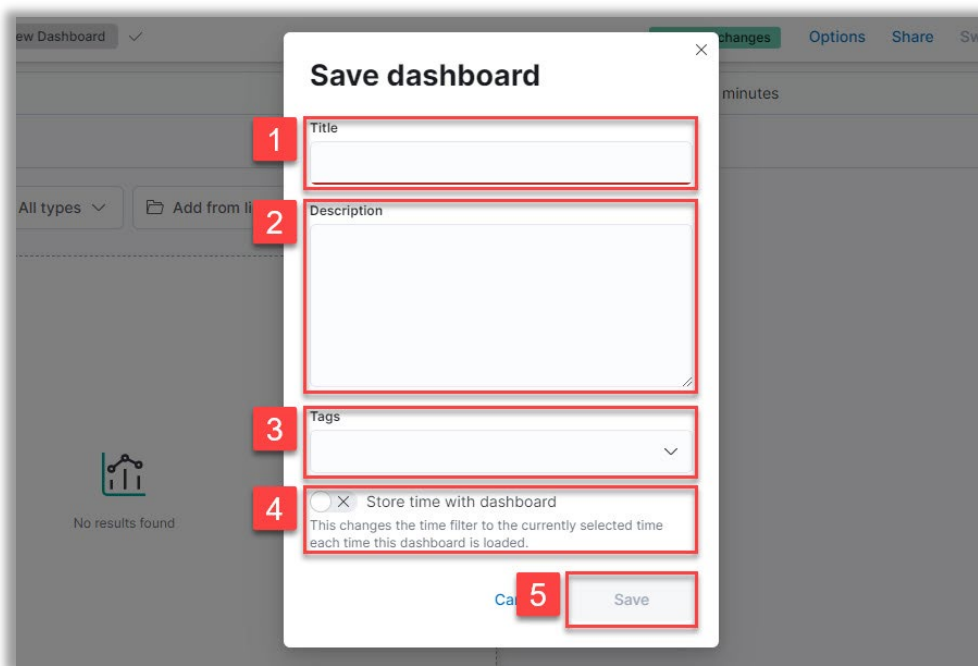 ew Dashboard
changes
Options
Share
Sw
Save dashboard
minutes
1
Title
All types
Add from li
2
Description
3
Tags
No results found
4
Store time with dashboard
This changes the time filter to the currently selected time
each time this dashboard is loaded.
Ca
5
Save